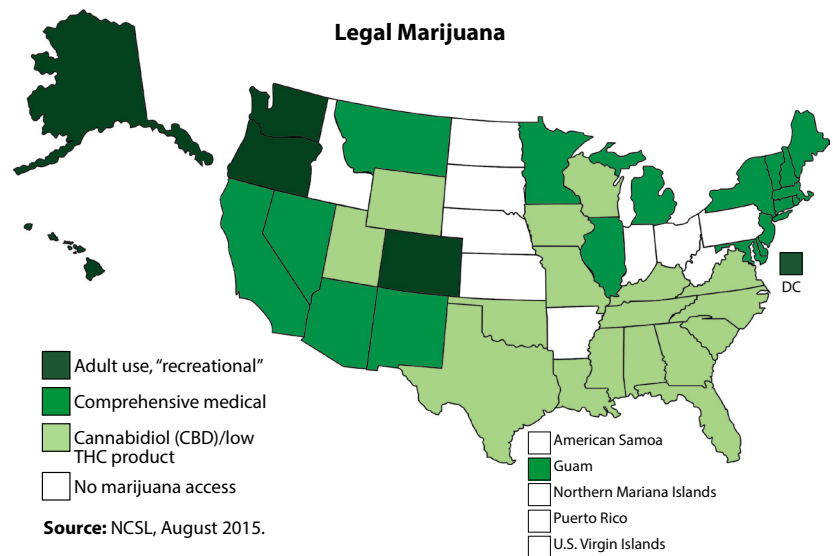 Legal Marijuana
DC
Adult use, “recreational”
Comprehensive medical
Cannabidiol (CBD)/low
THC product
No marijuana access
Source: NCSL, August 2015.
American Samoa
Guam
Northern Mariana Islands
Puerto Rico
U.S. Virgin Islands